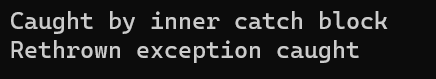 Caught by inner catch block
Rethrown exception caught